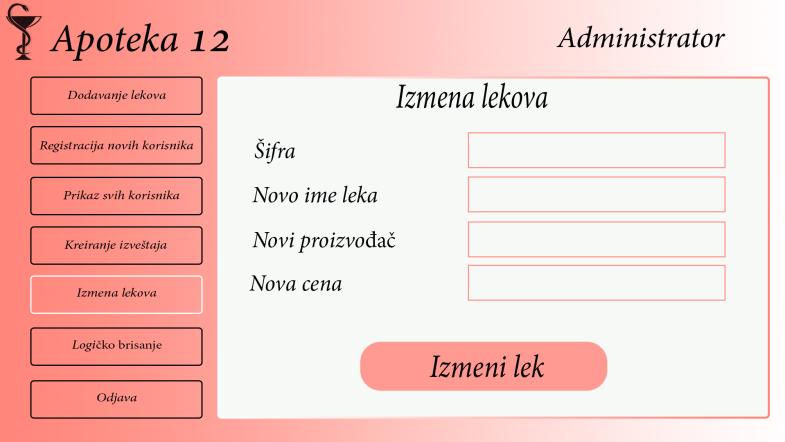 Apoteka 12
Administrator
Dodavanje lekova
Registracija novih korisnika
Prikaz svih korisnika
Kreiranje izveštaja
Izmena lekova
Logičko brisanje
Odjava
Izmena lekova
Šifra
Novo ime leka
Novi proizvođač
Nova cena
Izmeni lek